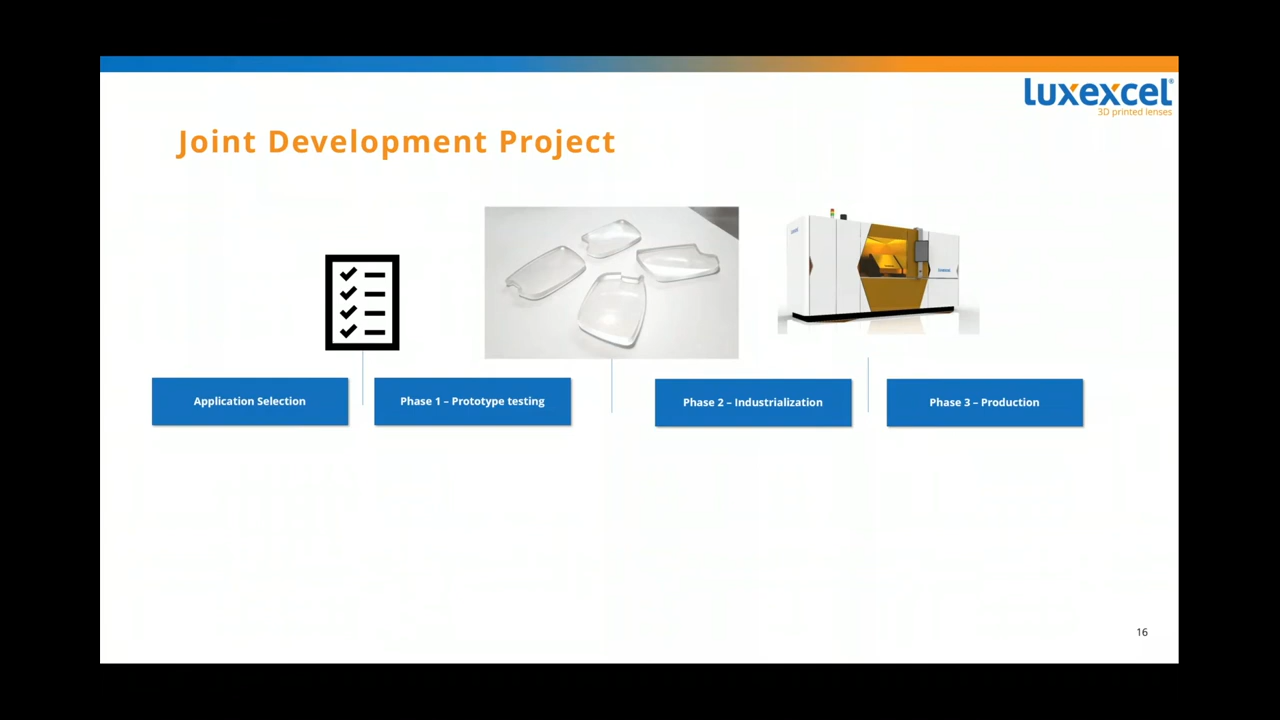 luxexcel®
3D printed lenses
Joint Development Project
Application Selection
Phase 1 – Prototype testing
Phase 2 – Industrialization
Phase 3 – Production
16